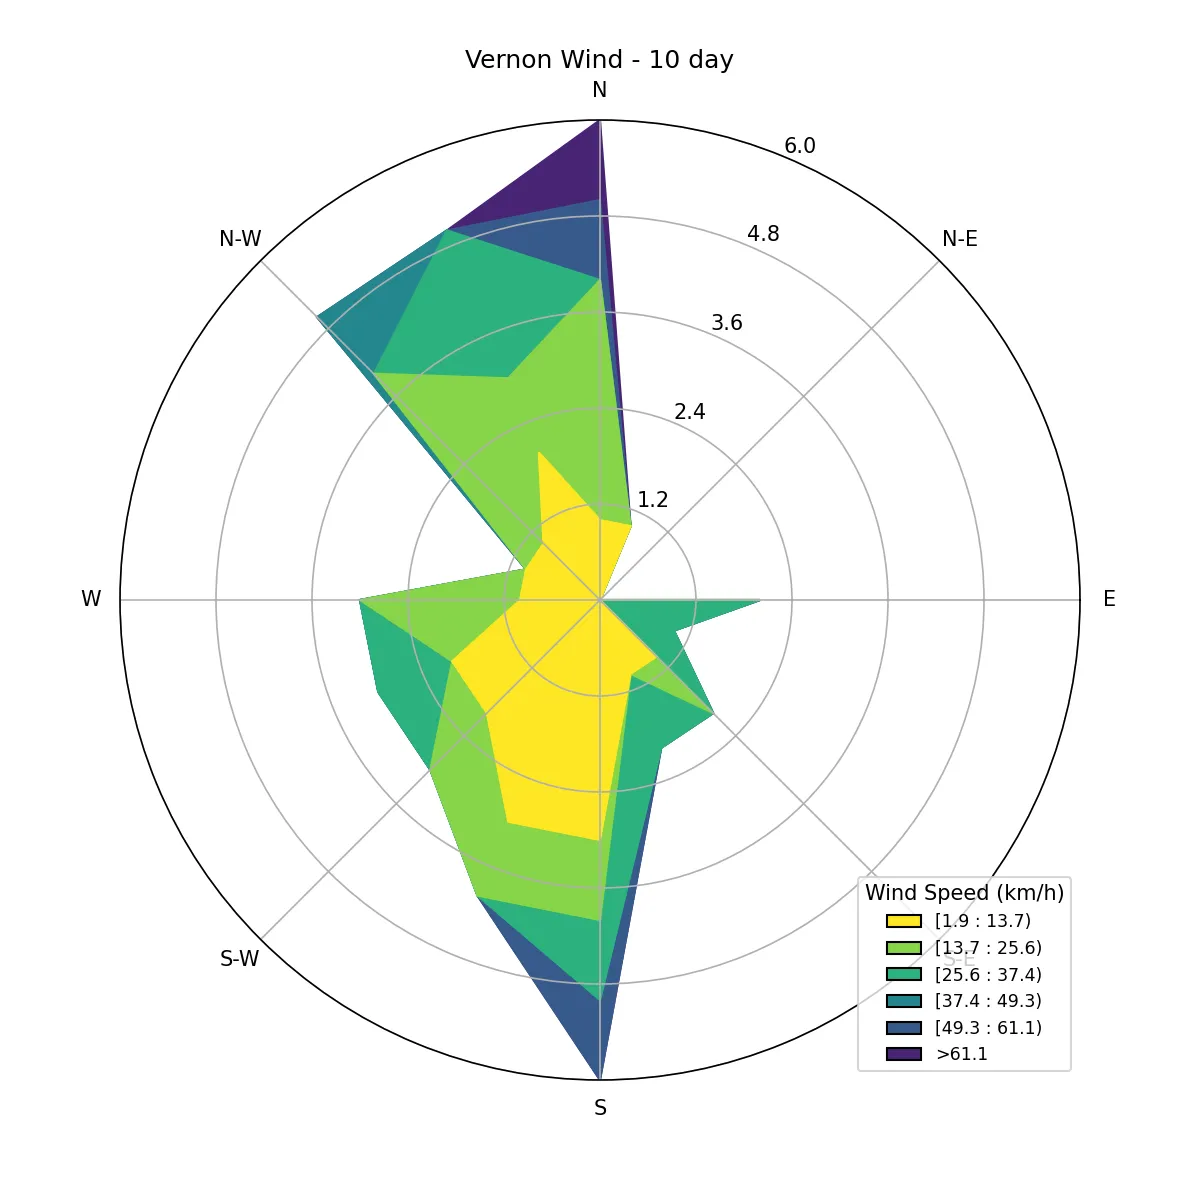 Vernon Wind - 10 day
N
6.0
N-W
4.8
N-E
3.6
2.4
1.2
W
E
S-W
S-E
S
Wind Speed (km/h)
[1.9 : 13.7)
[13.7 : 25.6)
[25.6 : 37.4)
[37.4 : 49.3)
[49.3 : 61.1)
>61.1